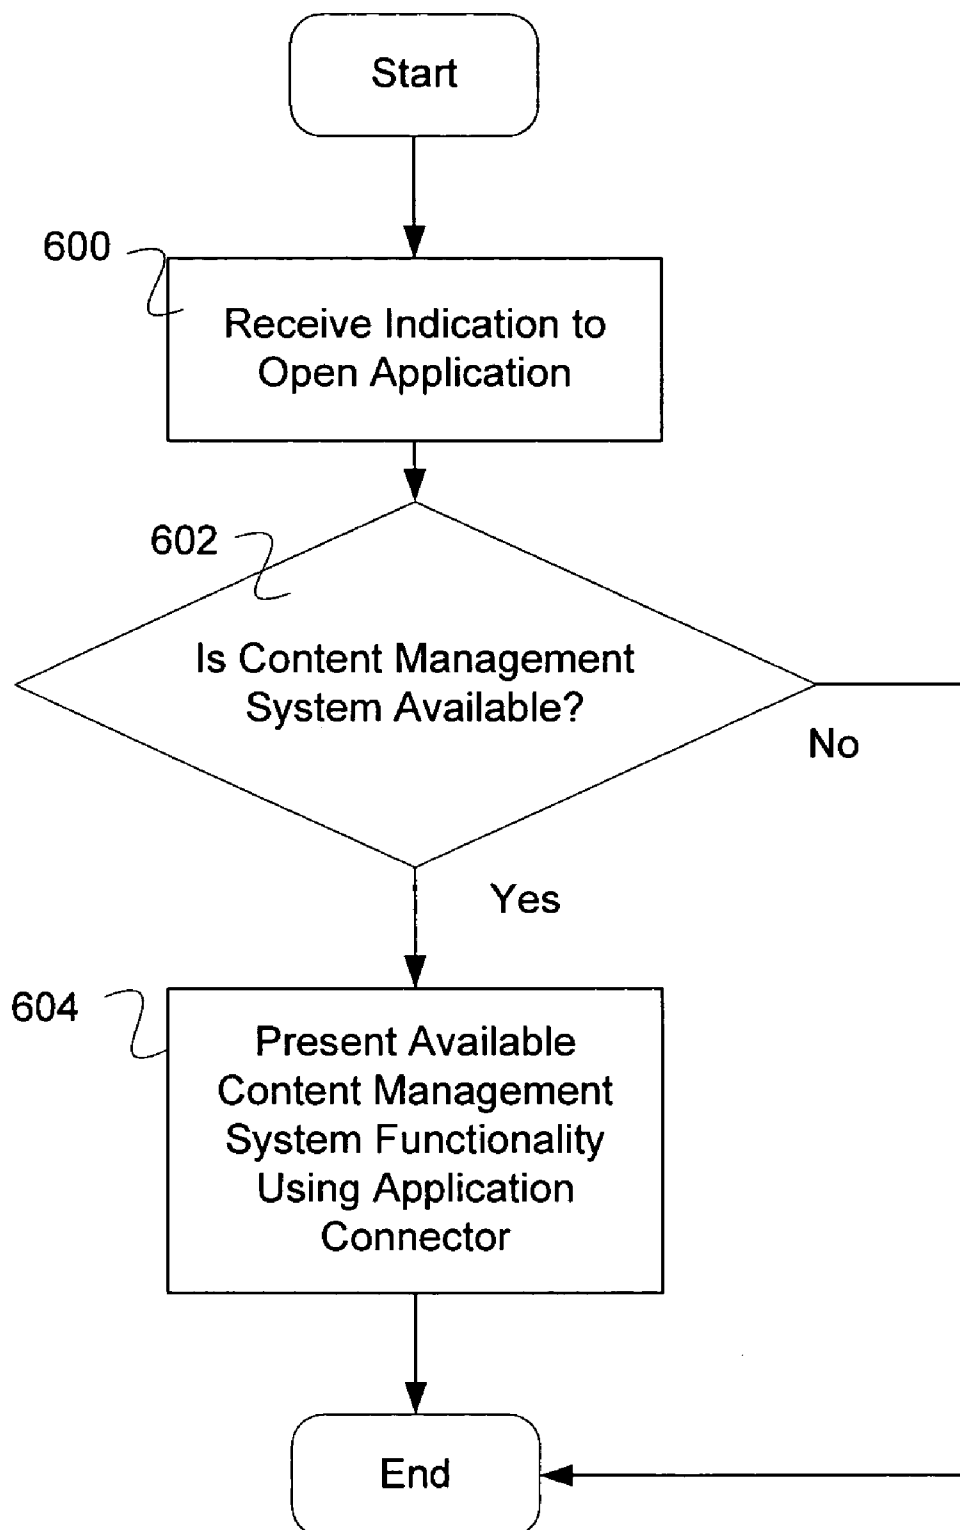 Start
600
Receive Indication to
Open Application
602
Is Content Management
System Available?
No
Yes
604
Present Available
Content Management
System Functionality
Using Application
Connector
End